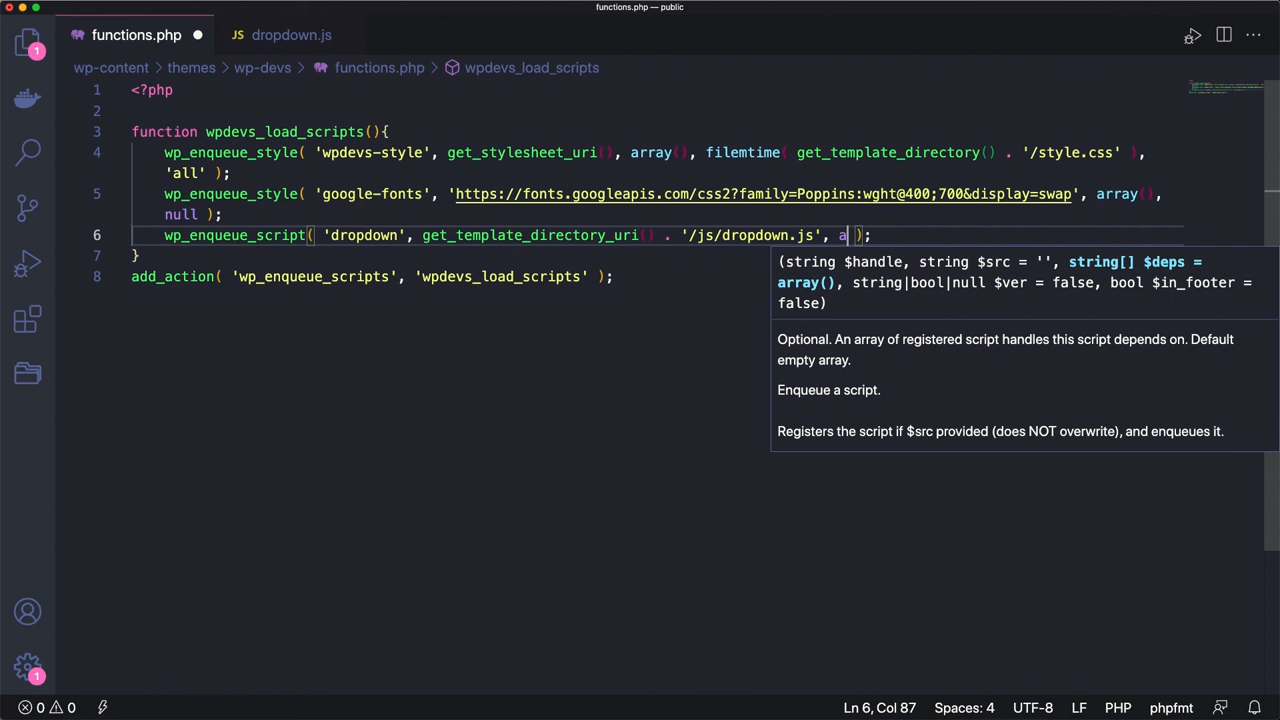 functions.php — public
functions.php
JS dropdown.js
wp-content > themes > wp-devs > functions.php > wpdevs_load_scripts
1 <?php
2
3 function wpdevs_load_scripts(){
4 wp_enqueue_style( 'wpdevs-style', get_stylesheet_uri(), array(), filemtime( get_template_directory() . '/style.css' ),
'all' );
5 wp_enqueue_style( 'google-fonts', 'https://fonts.googleapis.com/css2?family=Poppins:wght@400;700&display=swap', array(),
null );
6 wp_enqueue_script( 'dropdown', get_template_directory_uri() . '/js/dropdown.js', a );
7 }
8 add_action( 'wp_enqueue_scripts', 'wpdevs_load_scripts' );
(string $handle, string $src = '', string[] $deps =
array(), string|bool|null $ver = false, bool $in_footer =
false)
Optional. An array of registered script handles this script depends on. Default
empty array.
Enqueue a script.
Registers the script if $src provided (does NOT overwrite), and enqueues it.
1
1
0 0
Ln 6, Col 87
Spaces: 4
UTF-8
LF
PHP
phpfmt